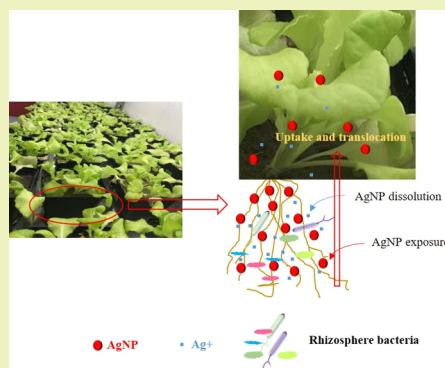 Uptake and translocation
AgNP dissolution
AgNP exposure
AgNP
Ag+
Rhizosphere bacteria